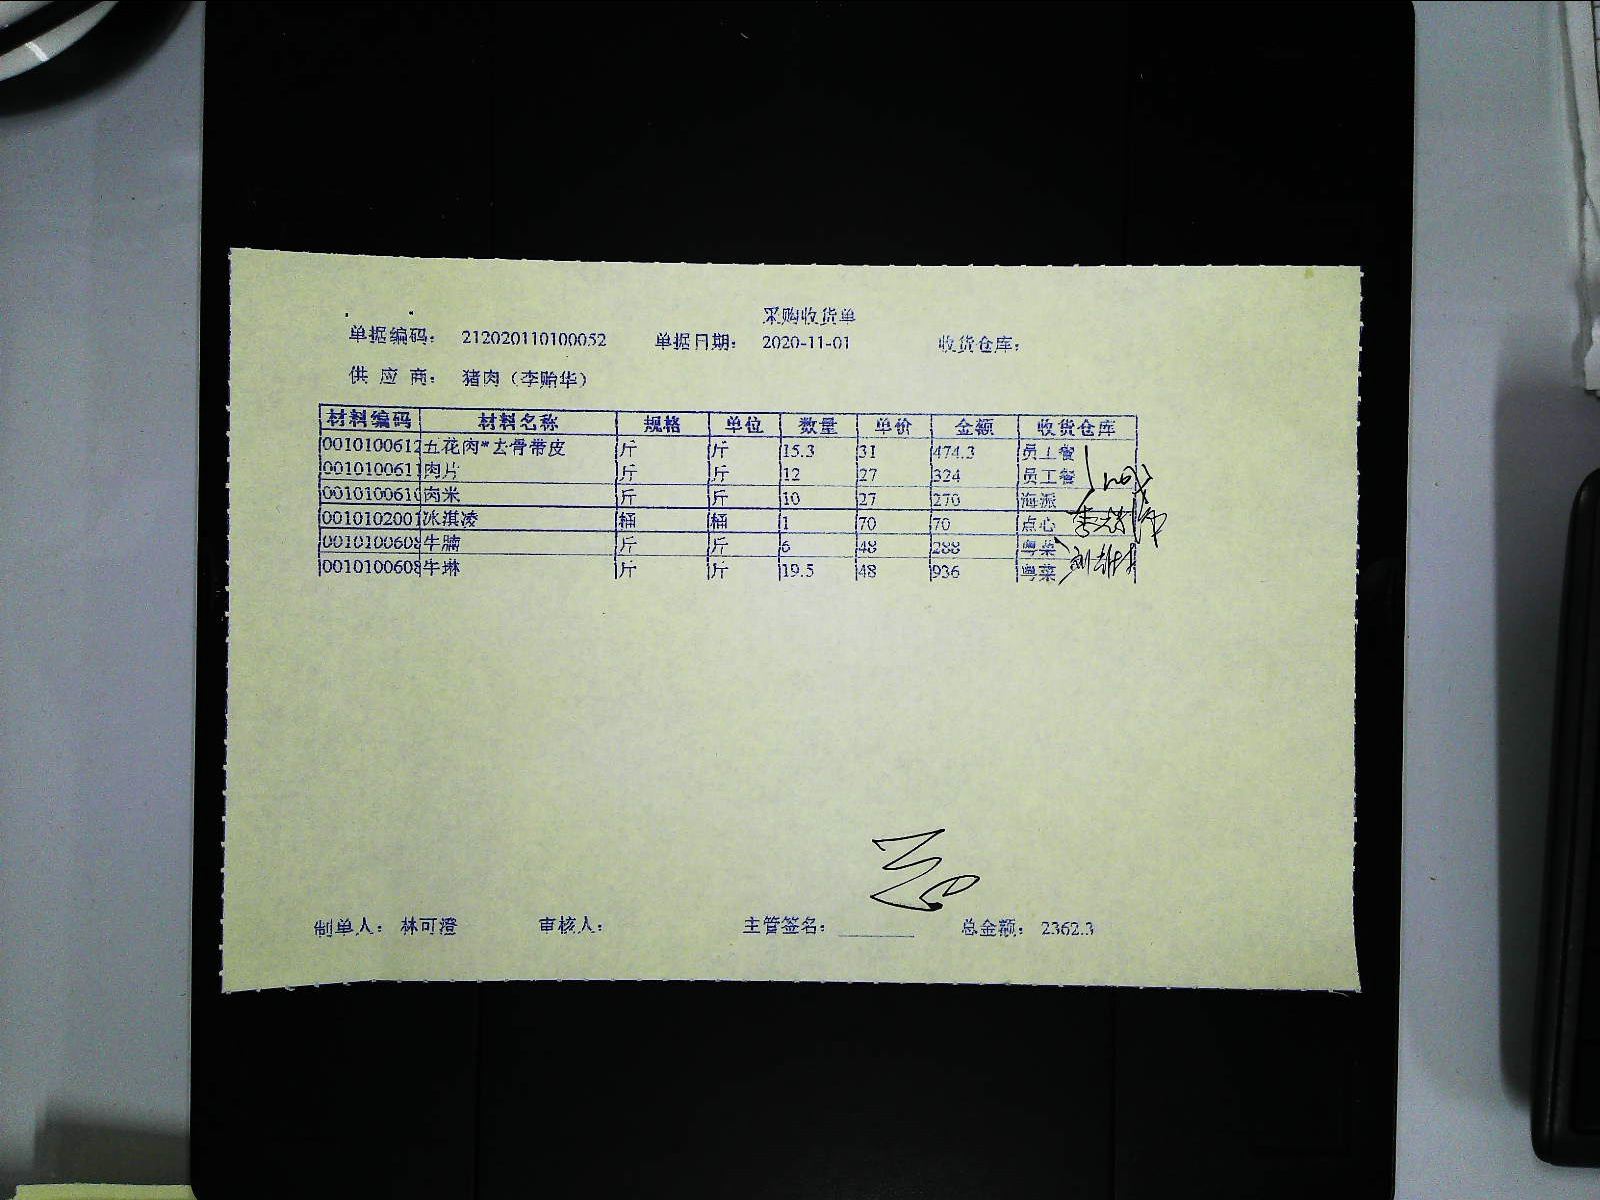 采购收货单
单据编码： 212020110100052 单据日期： 2020-11-01 收货仓库：
供 应 商： 猪肉（李贻华）
材料编码 材料名称 规格 单位 数量 单价 金额 收货仓库
0010100612 五花肉*去骨带皮 斤 斤 15.3 31 474.3 员工餐
0010100611 肉片 斤 斤 12 27 324 员工餐
0010100610 肉米 斤 斤 10 27 270 海派
0010102001 冰淇凌 桶 桶 1 70 70 点心
0010100608 牛腩 斤 斤 6 48 288 粤菜
0010100608 牛琳 斤 斤 19.5 48 936 粤菜
制单人： 林可澄 审核人： 主管签名： 总金额： 2362.3